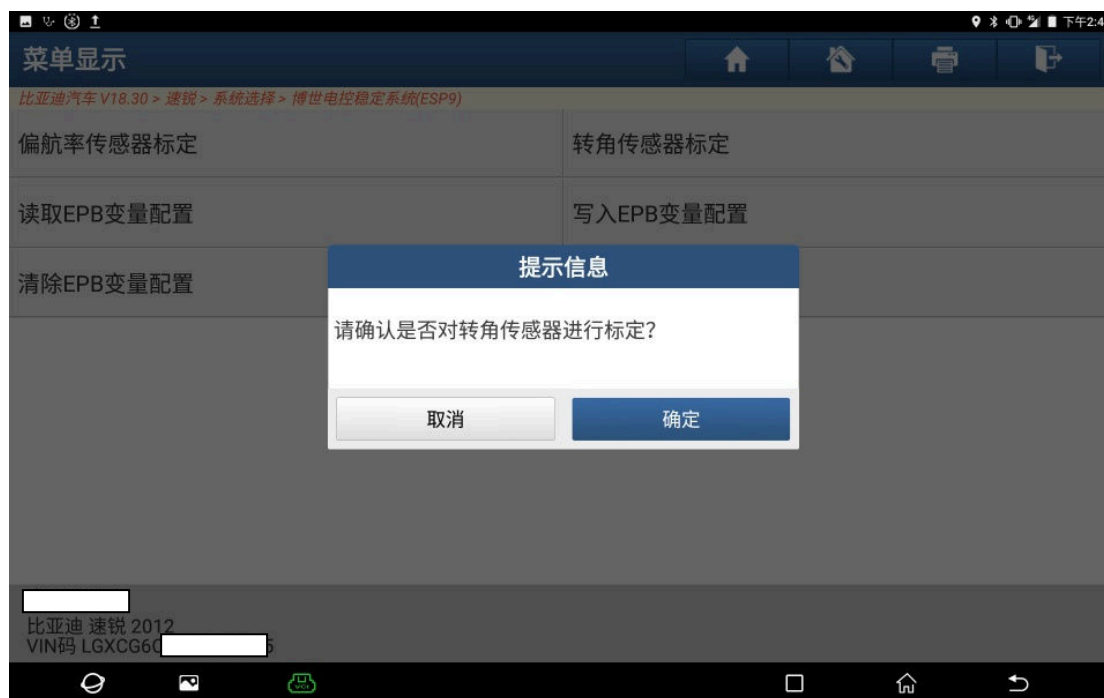 下午2:4
菜单显示
比亚迪汽车 V18.30 > 速锐 > 系统选择 > 博世电控稳定系统(ESP9)
偏航率传感器标定
转角传感器标定
读取EPB变量配置
写入EPB变量配置
清除EPB变量配置
提示信息
请确认是否对转角传感器进行标定?
取消
确定
比亚迪 速锐 2012
VIN码 LGXCG6
VCI